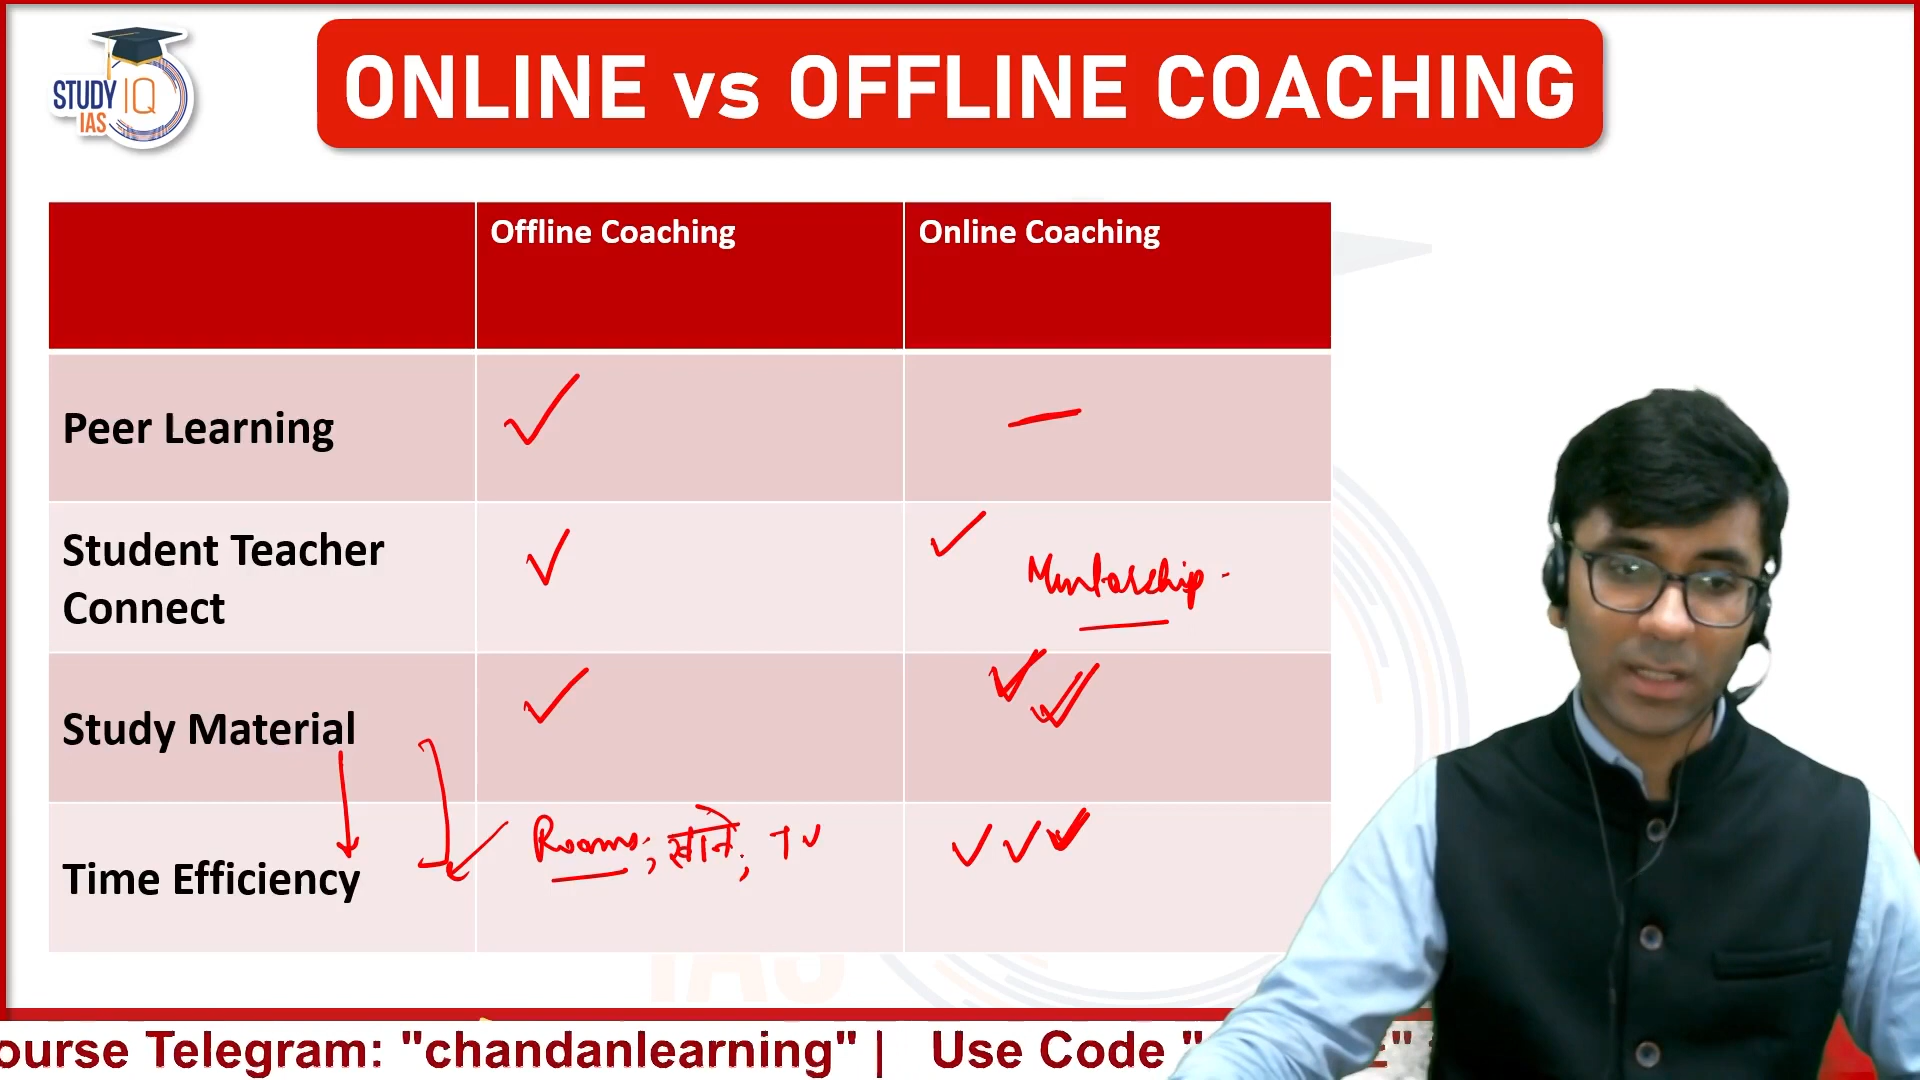 STUDY IQ
IAS
ONLINE vs OFFLINE COACHING
Offline Coaching
Online Coaching
Peer Learning
Student Teacher
Connect
Mentorship
Study Material
Time Efficiency
Rooms;
IAS
ourse Telegram: "chandanlearning" | Use Code "